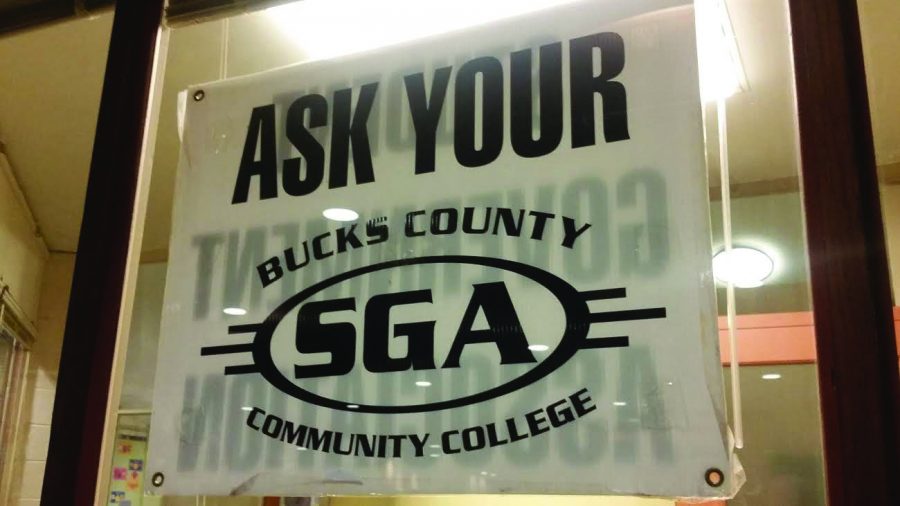 ASK YOUR
BUCKS COUNTY
SGA
COMMUNITY COLLEGE